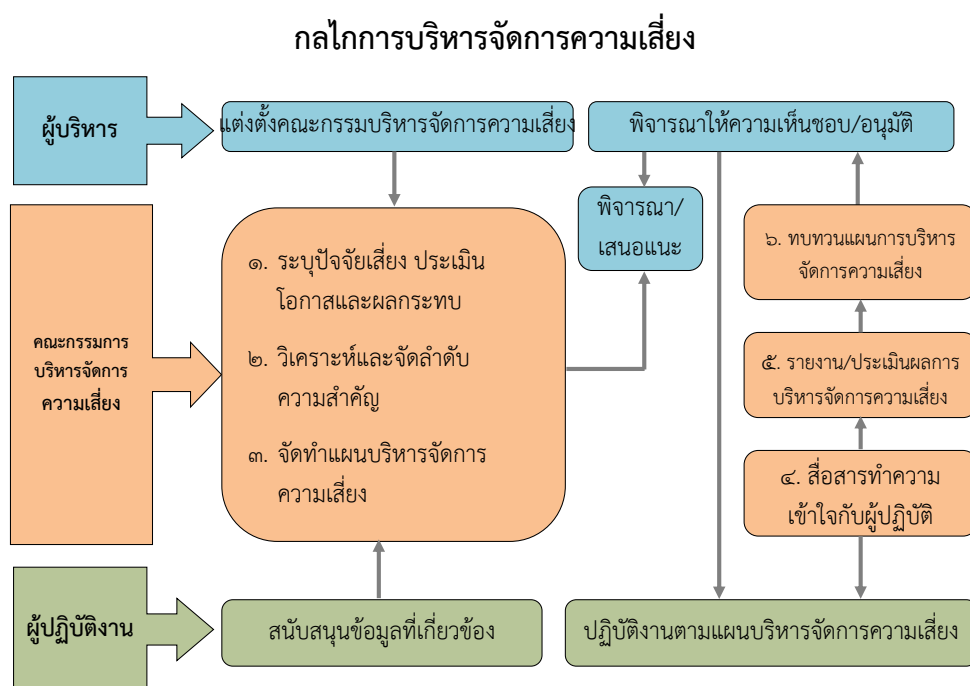 กลไกการบริหารจัดการความเสี่ยง
ผู้บริหาร
แต่งตั้งคณะกรรมบริหารจัดการความเสี่ยง
พิจารณาให้ความเห็นชอบ/อนุมัติ
พิจารณา/
เสนอแนะ
คณะกรรมการ
บริหารจัดการ
ความเสี่ยง
๑. ระบุปัจจัยเสี่ยง ประเมิน
โอกาสและผลกระทบ
๒. วิเคราะห์และจัดลำดับ
ความสำคัญ
๓. จัดทำแผนบริหารจัดการ
ความเสี่ยง
๖. ทบทวนแผนการบริหาร
จัดการความเสี่ยง
๕. รายงาน/ประเมินผลการ
บริหารจัดการความเสี่ยง
๔. สื่อสารทำความ
เข้าใจกับผู้ปฏิบัติ
ผู้ปฏิบัติงาน
สนับสนุนข้อมูลที่เกี่ยวข้อง
ปฏิบัติงานตามแผนบริหารจัดการความเสี่ยง